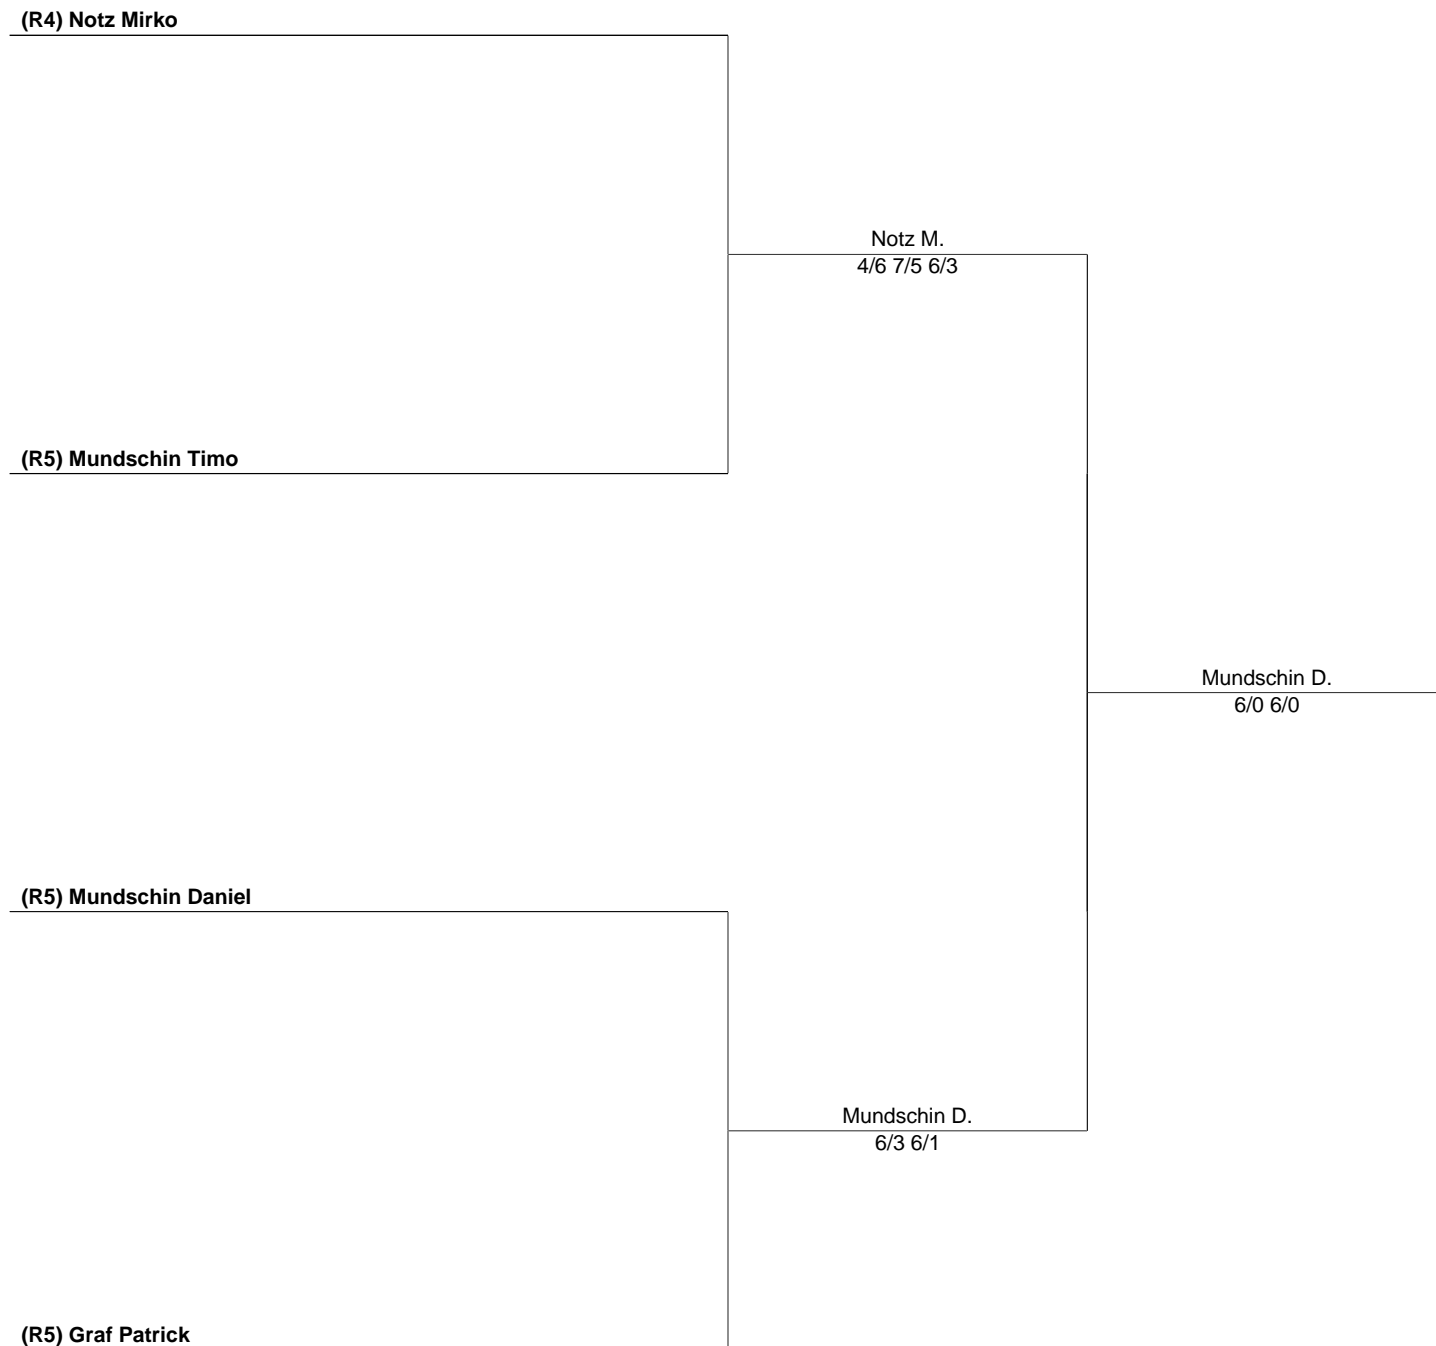 (R4) Notz Mirko
Notz M.
4/6 7/5 6/3
(R5) Mundschin Timo
Mundschin D.
6/0 6/0
(R5) Mundschin Daniel
Mundschin D.
6/3 6/1
(R5) Graf Patrick